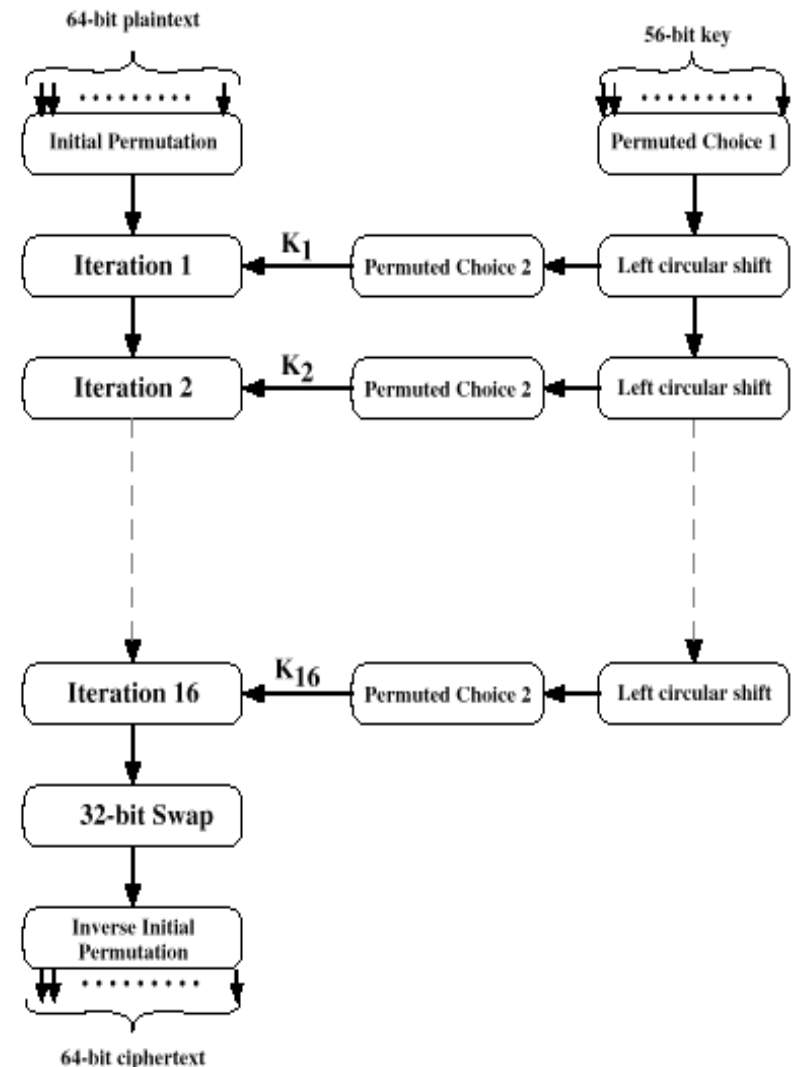 64-bit plaintext
56-bit key
Initial Permutation
Permuted Choice 1
Iteration 1
K1
Permuted Choice 2
Left circular shift
Iteration 2
K2
Permuted Choice 2
Left circular shift
Iteration 16
K16
Permuted Choice 2
Left circular shift
32-bit Swap
Inverse Initial
Permutation
64-bit ciphertext